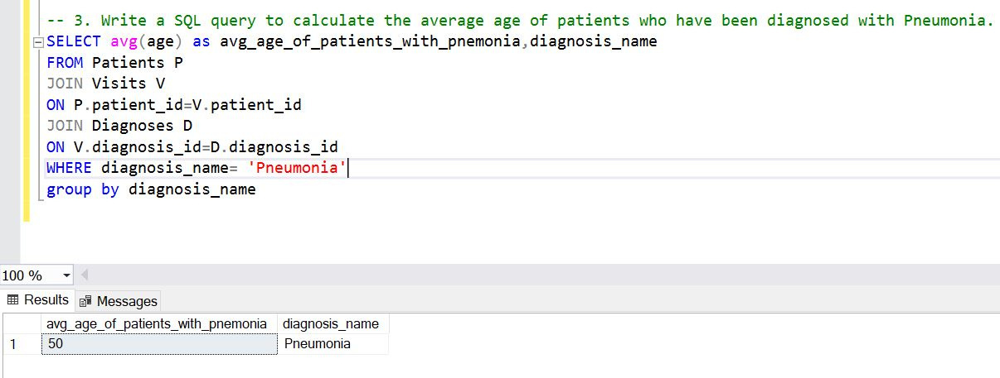 -- 3. Write a SQL query to calculate the average age of patients who have been diagnosed with Pneumonia.
SELECT avg(age) as avg_age_of_patients_with_pnemonia,diagnosis_name
FROM Patients P
JOIN Visits V
ON P.patient_id=V.patient_id
JOIN Diagnoses D
ON V.diagnosis_id=D.diagnosis_id
WHERE diagnosis_name= 'Pneumonia'
group by diagnosis_name
100 %
Results Messages
avg_age_of_patients_with_pnemonia diagnosis_name
1 50 Pneumonia